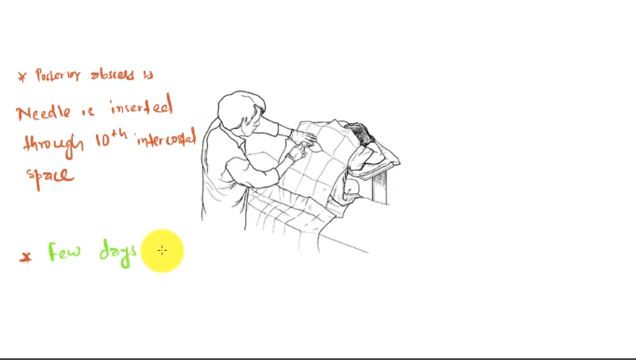 * Posterior abscess is
Needle is inserted
through 10th intercostal
space
* Few days